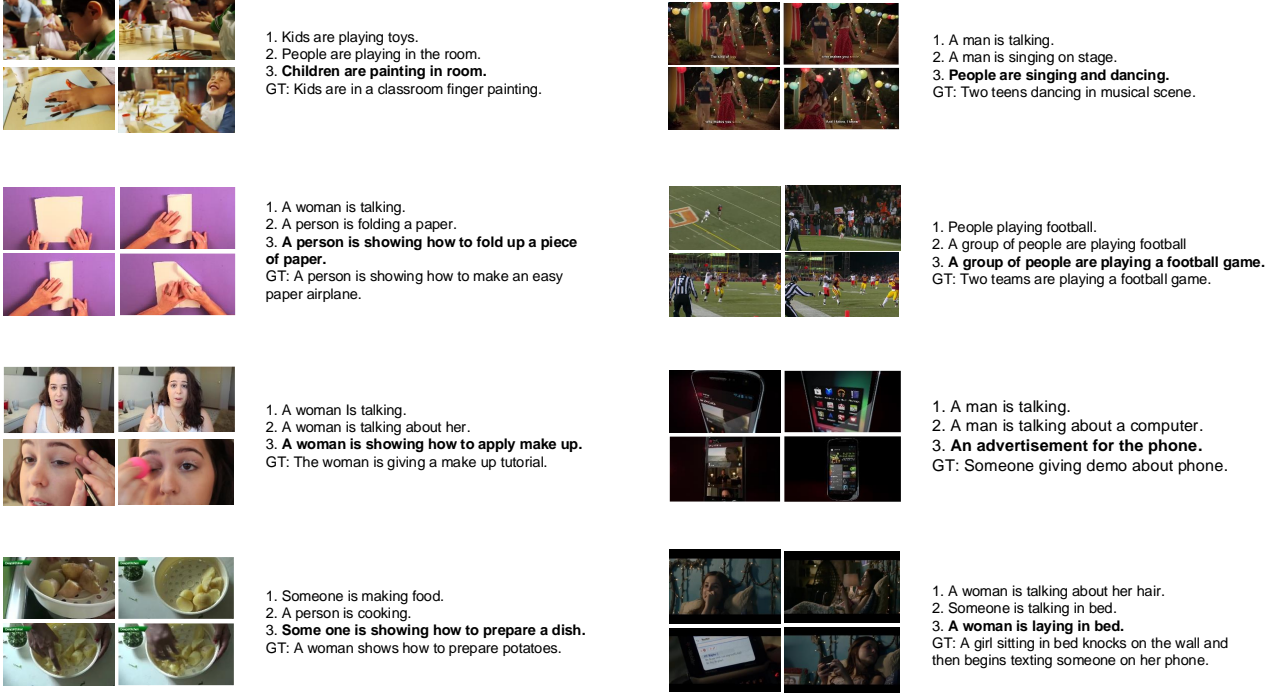 1. Kids are playing toys.
2. People are playing in the room.
3. Children are painting in room.
GT: Kids are in a classroom finger painting.
1. A man is talking.
2. A man is singing on stage.
3. People are singing and dancing.
GT: Two teens dancing in musical scene.
1. A woman is talking.
2. A person is folding a paper.
3. A person is showing how to fold up a piece
of paper.
GT: A person is showing how to make an easy
paper airplane.
1. People playing football.
2. A group of people are playing football
3. A group of people are playing a football game.
GT: Two teams are playing a football game.
1. A woman Is talking.
2. A woman is talking about her.
3. A woman is showing how to apply make up.
GT: The woman is giving a make up tutorial.
1. A man is talking.
2. A man is talking about a computer.
3. An advertisement for the phone.
GT: Someone giving demo about phone.
1. Someone is making food.
2. A person is cooking.
3. Some one is showing how to prepare a dish.
GT: A woman shows how to prepare potatoes.
1. A woman is talking about her hair.
2. Someone is talking in bed.
3. A woman is laying in bed.
GT: A girl sitting in bed knocks on the wall and
then begins texting someone on her phone.